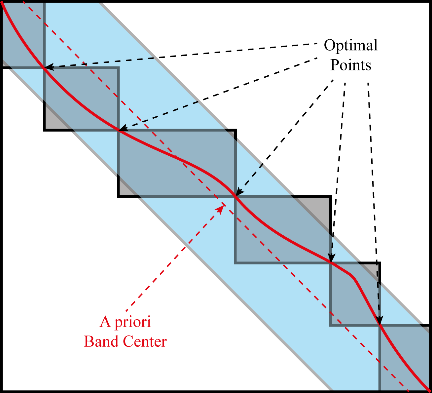 Optimal
Points
A priori
Band Center